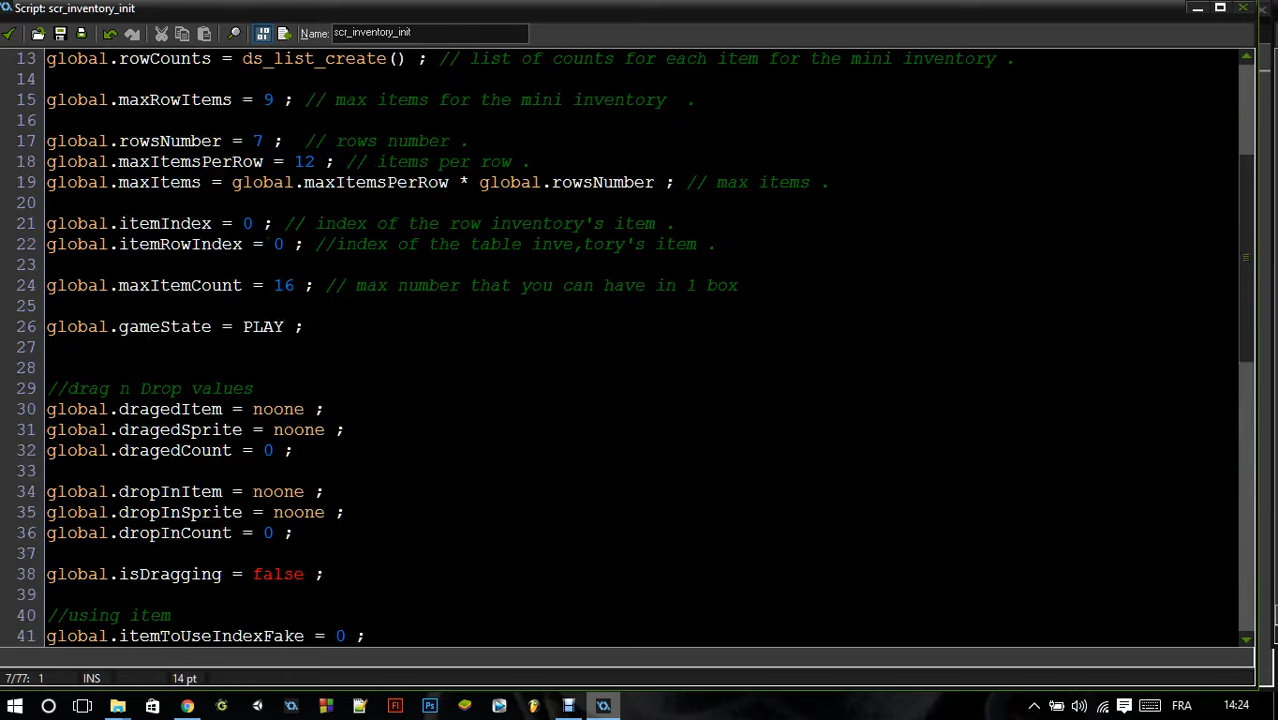 Script: scr_inventory_init
Name: scr_inventory_init
13 global.rowCounts = ds_list_create() ; // list of counts for each item for the mini inventory .
14
15 global.maxRowItems = 9 ; // max items for the mini inventory  .
16
17 global.rowsNumber = 7 ;  // rows number .
18 global.maxItemsPerRow = 12 ; // items per row .
19 global.maxItems = global.maxItemsPerRow * global.rowsNumber ; // max items .
20
21 global.itemIndex = 0 ; // index of the row inventory's item .
22 global.itemRowIndex = 0 ; //index of the table inve,tory's item .
23
24 global.maxItemCount = 16 ; // max number that you can have in 1 box
25
26 global.gameState = PLAY ;
27
28
29 //drag n Drop values
30 global.dragedItem = noone ;
31 global.dragedSprite = noone ;
32 global.dragedCount = 0 ;
33
34 global.dropInItem = noone ;
35 global.dropInSprite = noone ;
36 global.dropInCount = 0 ;
37
38 global.isDragging = false ;
39
40 //using item
41 global.itemToUseIndexFake = 0 ;
7/77: 1 INS 14 pt
Fl Ps FRA 14:24